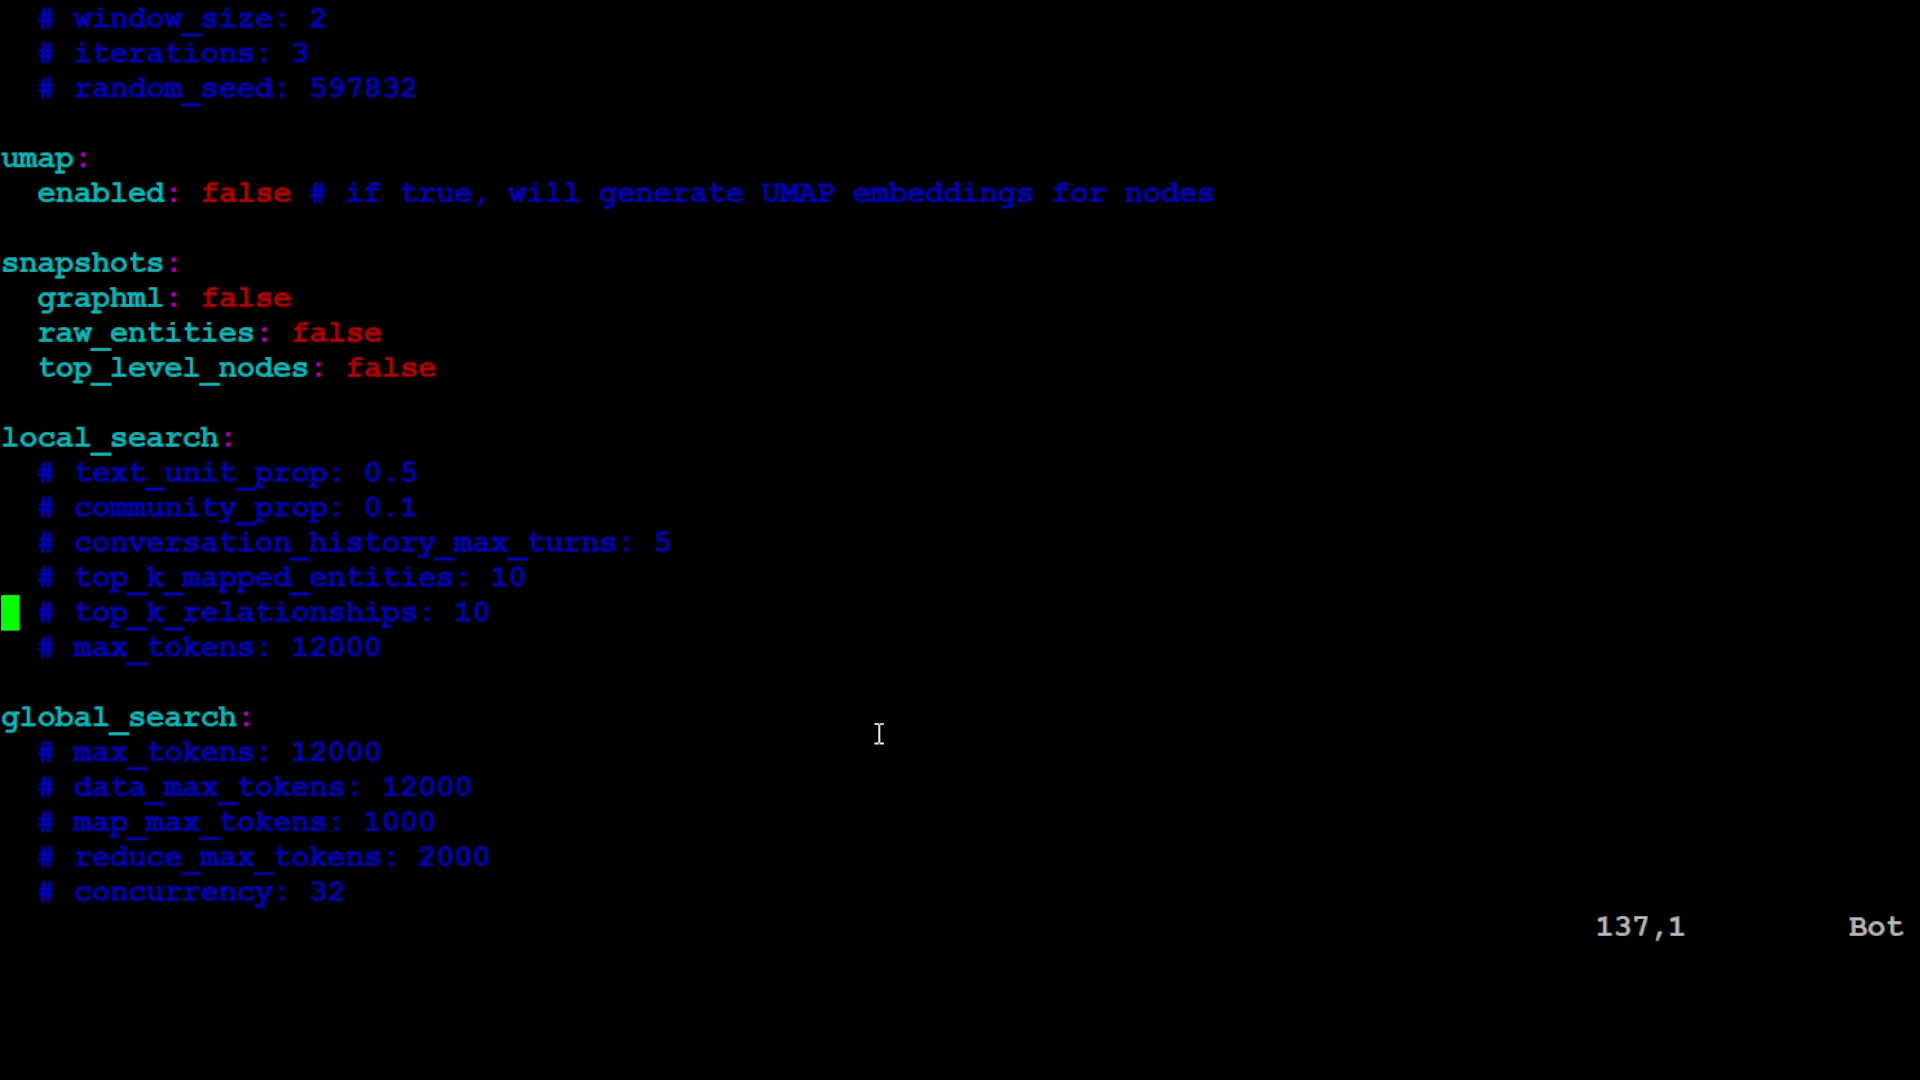 # window_size: 2
# iterations: 3
# random_seed: 597832
umap:
enabled: false # if true, will generate UMAP embeddings for nodes
snapshots:
graphml: false
raw_entities: false
top_level_nodes: false
local_search:
# text_unit_prop: 0.5
# community_prop: 0.1
# conversation_history_max_turns: 5
# top_k_mapped_entities: 10
# top_k_relationships: 10
# max_tokens: 12000
global_search:
# max_tokens: 12000
# data_max_tokens: 12000
# map_max_tokens: 1000
# reduce_max_tokens: 2000
# concurrency: 32
137,1 Bot